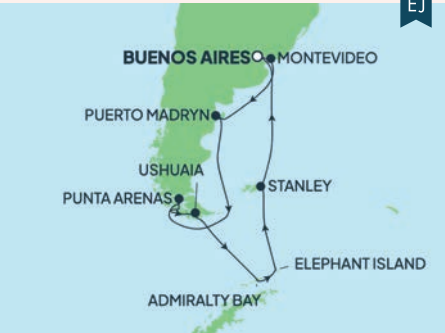 EJ
BUENOS AIRES
MONTEVIDEO
PUERTO MADRYN
USHUAIA
PUNTA ARENAS
STANLEY
ELEPHANT ISLAND
ADMIRALTY BAY